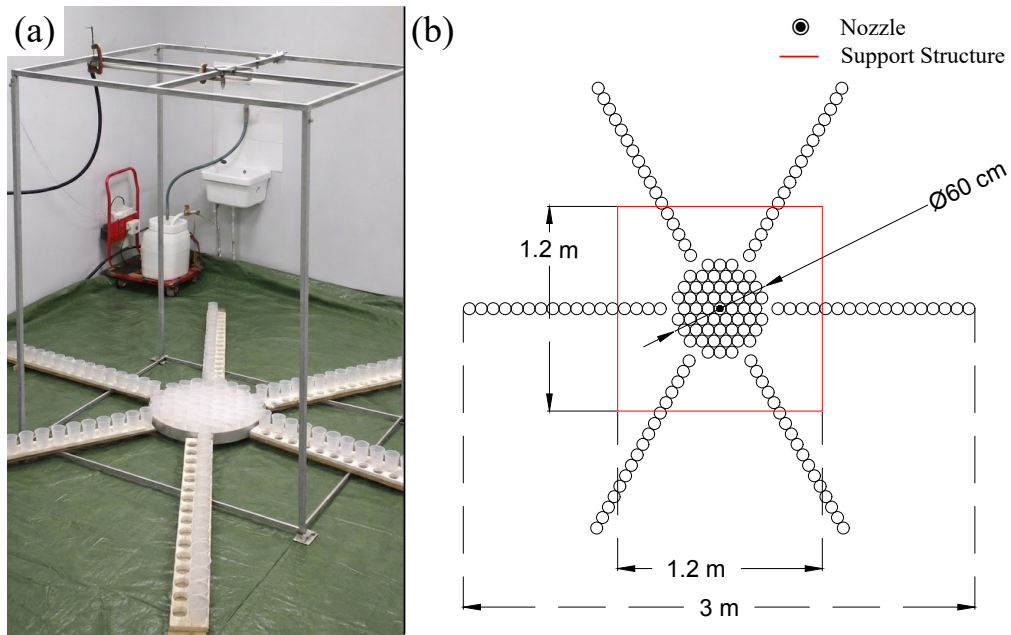 (a)
(b)
Nozzle
Support Structure
Ø60 cm
1.2 m
1.2 m
3 m